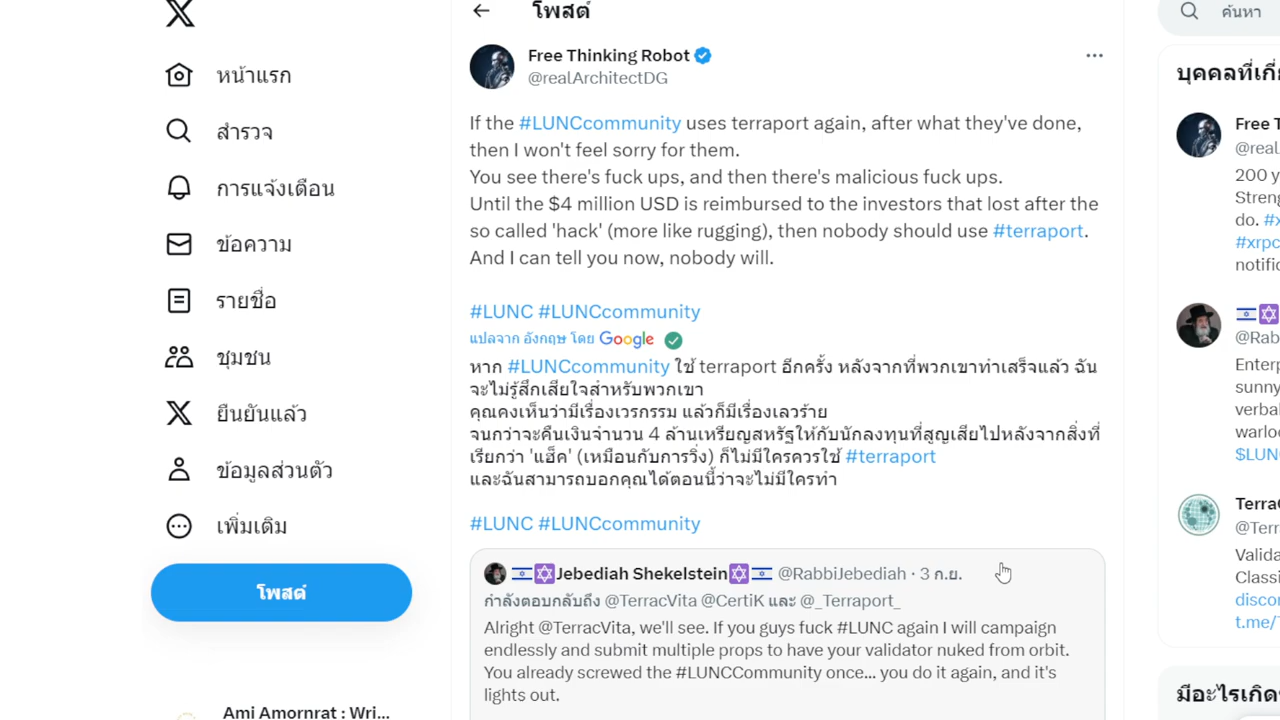 หน้าแรก
สำรวจ
การแจ้งเตือน
ข้อความ
รายชื่อ
ชุมชน
ยืนยันแล้ว
ข้อมูลส่วนตัว
เพิ่มเติม
โพสต์
Ami Amornrat : Wri...
โพสต์
Free Thinking Robot
@realArchitectDG
If the #LUNCcommunity uses terraport again, after what they've done,
then I won't feel sorry for them.
You see there's fuck ups, and then there's malicious fuck ups.
Until the $4 million USD is reimbursed to the investors that lost after the
so called 'hack' (more like rugging), then nobody should use #terraport.
And I can tell you now, nobody will.
#LUNC #LUNCcommunity
แปลจาก อังกฤษ โดย Google
หาก #LUNCcommunity ใช้ terraport อีกครั้ง หลังจากที่พวกเขาทำเสร็จแล้ว ฉัน
จะไม่รู้สึกเสียใจสำหรับพวกเขา
คุณคงเห็นว่ามีเรื่องเวรกรรม แล้วก็มีเรื่องเลวร้าย
จนกว่าจะคืนเงินจำนวน 4 ล้านเหรียญสหรัฐให้กับนักลงทุนที่สูญเสียไปหลังจากสิ่งที่
เรียกว่า 'แฮ็ค' (เหมือนกับการวิ่ง) ก็ไม่มีใครควรใช้ #terraport
และฉันสามารถบอกคุณได้ตอนนี้ว่าจะไม่มีใครทำ
#LUNC #LUNCcommunity
Jebediah Shekelstein @RabbiJebediah · 3 ก.ย.
กำลังตอบกลับถึง @TerracVita @CertiK และ @_Terraport_
Alright @TerracVita, we'll see. If you guys fuck #LUNC again I will campaign
endlessly and submit multiple props to have your validator nuked from orbit.
You already screwed the #LUNCCommunity once... you do it again, and it's
lights out.
ค้นหา
บุคคลที่เกี่
Free T
@real
200 y
Streng
do. #x
#xrpc
notific
@Rab
Enterp
sunny
verba
warlo
$LUN
Terra
@Terr
Valida
Classi
discor
t.me/
มีอะไรเกิดข